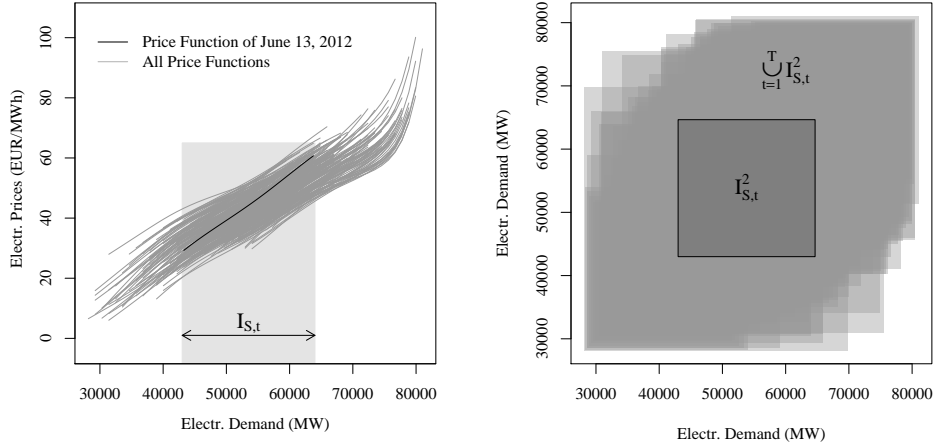 Price Function of June 13, 2012
All Price Functions
I_S,t
0 20 40 60 80 100
Electr. Prices (EUR/MWh)
30000 40000 50000 60000 70000 80000
Electr. Demand (MW)
T
∪ I²_S,t
t=1
I²_S,t
30000 40000 50000 60000 70000 80000
Electr. Demand (MW)
30000 40000 50000 60000 70000 80000
Electr. Demand (MW)